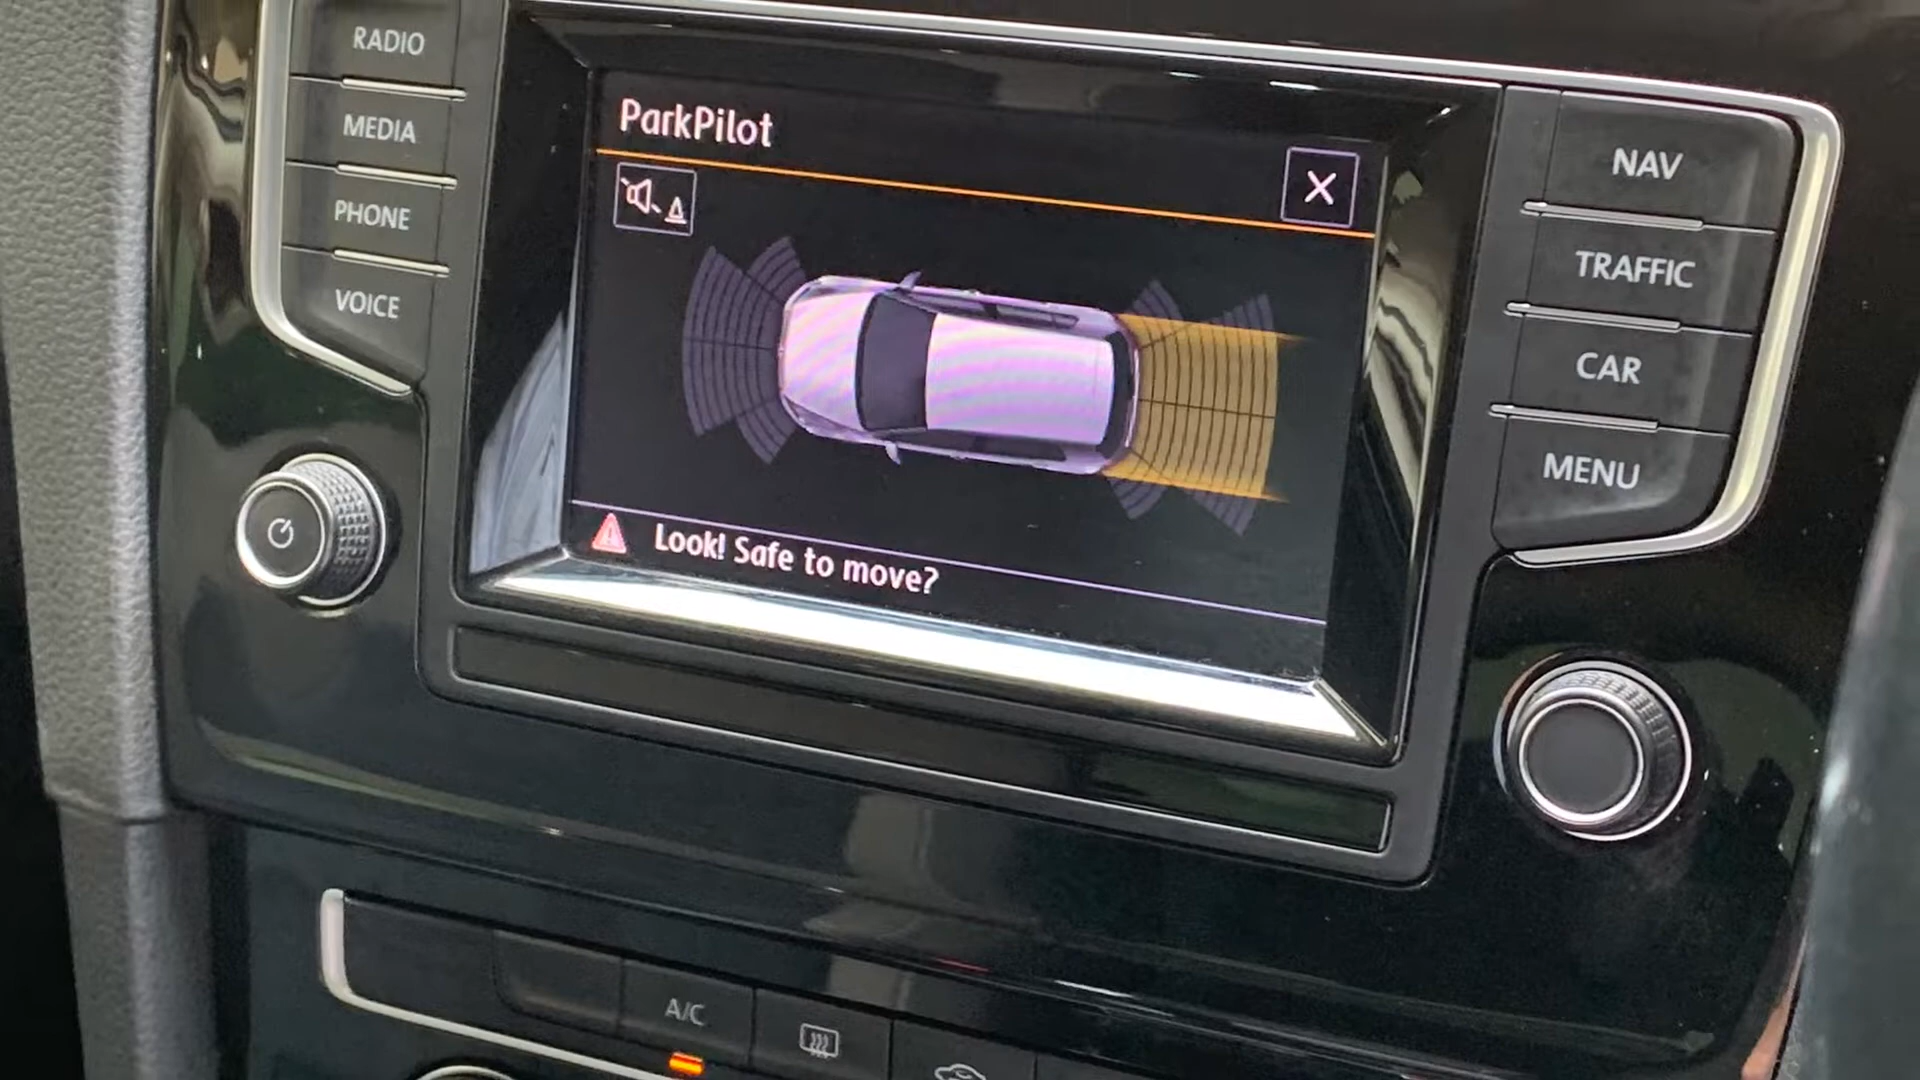 RADIO
MEDIA
PHONE
VOICE
ParkPilot
Look! Safe to move?
NAV
TRAFFIC
CAR
MENU
A/C